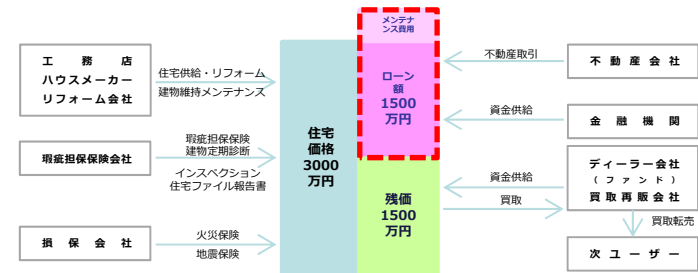 工務店
ハウスメーカー
リフォーム会社
住宅供給・リフォーム
建物維持メンテナンス
瑕疵担保保険会社
瑕疵担保保険
建物定期診断
インスペクション
住宅ファイル報告書
損保会社
火災保険
地震保険
住宅
価格
3000
万円
メンテナ
ンス費用
ローン
額
1500
万円
残価
1500
万円
不動産取引
不動産会社
資金供給
金融機関
資金供給
買取
ディーラー会社
(ファンド)
買取再販会社
買取転売
次ユーザー